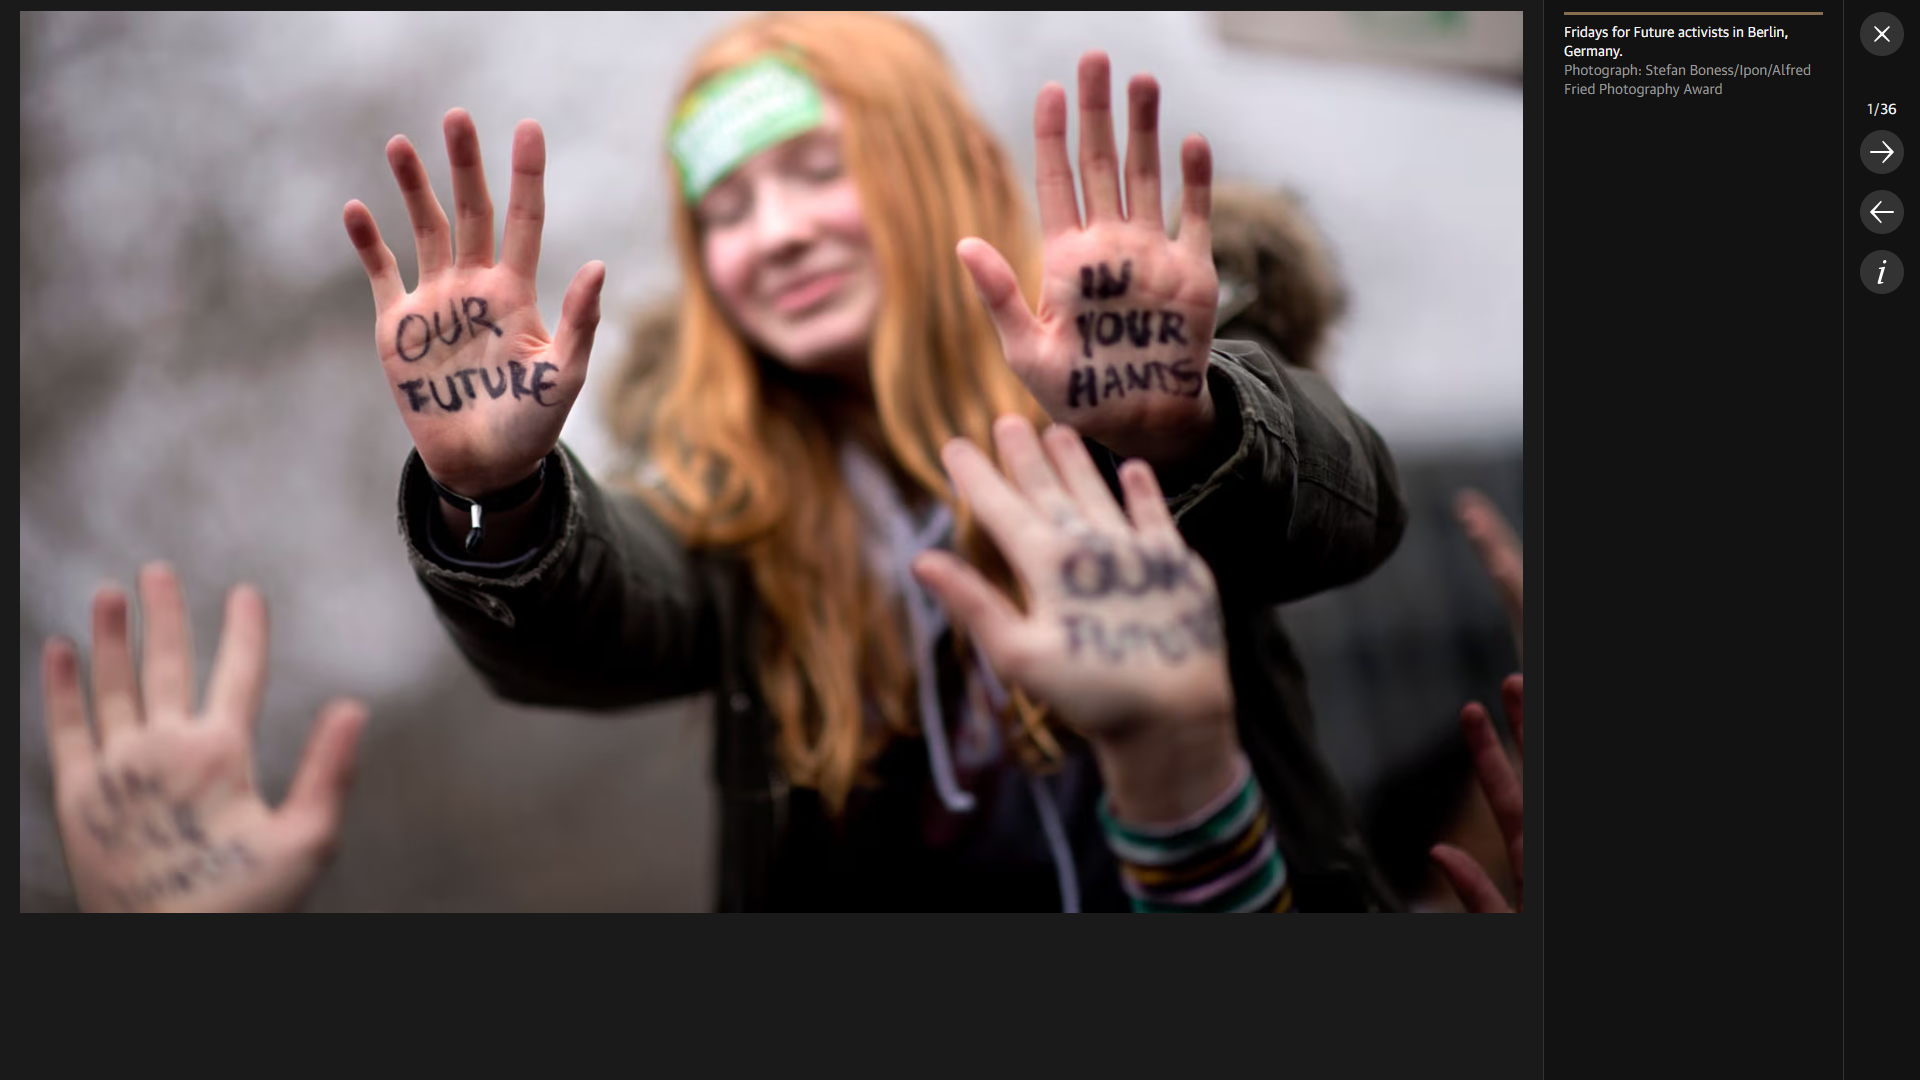 OUR
FUTURE
IN
YOUR
HANDS
OUR
Fridays for Future activists in Berlin,
Germany.
Photograph: Stefan Boness/Ipon/Alfred
Fried Photography Award
1/36
i